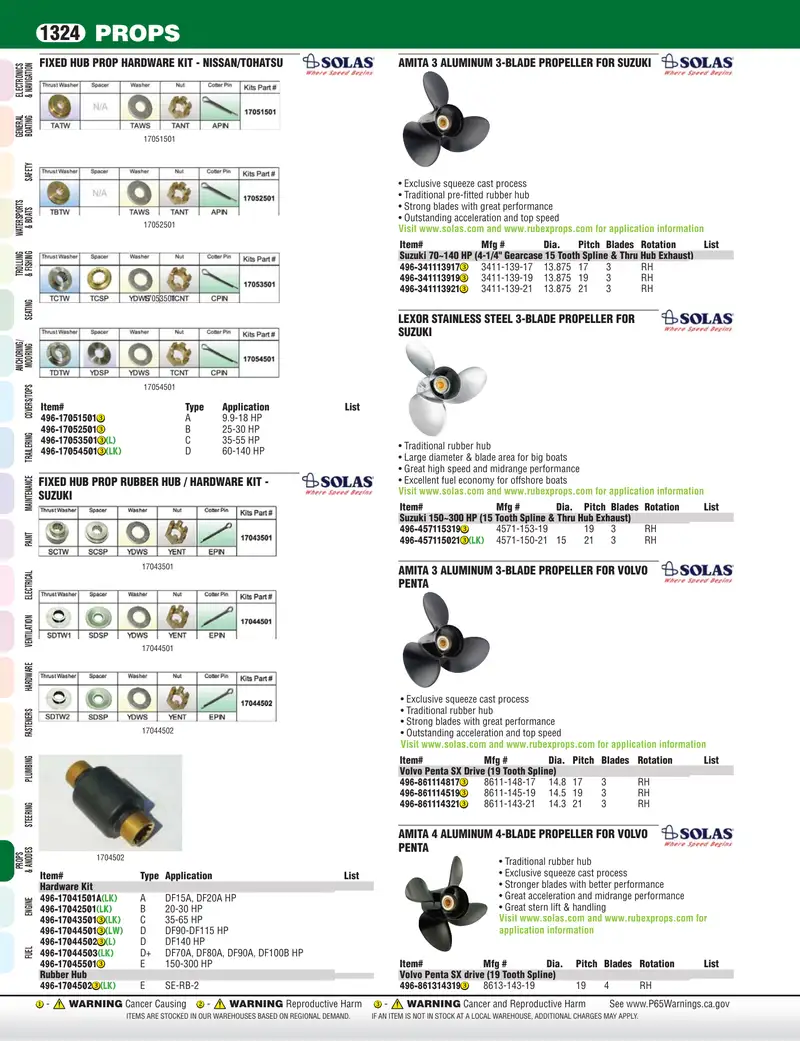 1324 PROPS
ELECTRONICS
& NAVIGATION
GENERAL
BOATING
SAFETY
WATERSPORTS
& BOATS
TROLLING
& FISHING
SEATING
ANCHORING/
MOORING
COVERS/TOPS
TRAILERING
MAINTENANCE
PAINT
ELECTRICAL
VENTILATION
HARDWARE
FASTENERS
PLUMBING
STEERING
PROPS
& ANODES
ENGINE
FUEL
FIXED HUB PROP HARDWARE KIT - NISSAN/TOHATSU
SOLAS
Where Speed Begins
Thrust Washer Spacer Washer Nut Cotter Pin Kits Part #
N/A 17051501
TATW TAWS TANT APIN
17051501
Thrust Washer Spacer Washer Nut Cotter Pin Kits Part #
N/A 17052501
TBTW TAWS TANT APIN
17052501
Thrust Washer Spacer Washer Nut Cotter Pin Kits Part #
17053501
TCTW TCSP YDWS TCNT CPIN
17053501
Thrust Washer Spacer Washer Nut Cotter Pin Kits Part #
17054501
TDTW YDSP YDWS TCNT CPIN
17054501
Item# Type Application List
496-17051501 3 A 9.9-18 HP
496-17052501 3 B 25-30 HP
496-17053501 3 (L) C 35-55 HP
496-17054501 3 (LK) D 60-140 HP
FIXED HUB PROP RUBBER HUB / HARDWARE KIT -
SUZUKI
SOLAS
Where Speed Begins
Thrust Washer Spacer Washer Nut Cotter Pin Kits Part #
17043501
SCTW SCSP YDWS YENT EPIN
17043501
Thrust Washer Spacer Washer Nut Cotter Pin Kits Part #
17044501
SDTW1 SDSP YDWS YENT EPIN
17044501
Thrust Washer Spacer Washer Nut Cotter Pin Kits Part #
17044502
SDTW2 SDSP YDWS YENT EPIN
17044502
1704502
Item# Type Application List
Hardware Kit
496-17041501A(LK) A DF15A, DF20A HP
496-17042501(LK) B 20-30 HP
496-17043501 3 (LK) C 35-65 HP
496-17044501 3 (LW) D DF90-DF115 HP
496-17044502 3 (L) D DF140 HP
496-17044503(LK) D+ DF70A, DF80A, DF90A, DF100B HP
496-17045501 3 E 150-300 HP
Rubber Hub
496-1704502 3 (LK) E SE-RB-2
AMITA 3 ALUMINUM 3-BLADE PROPELLER FOR SUZUKI
SOLAS
Where Speed Begins
• Exclusive squeeze cast process
• Traditional pre-fitted rubber hub
• Strong blades with great performance
• Outstanding acceleration and top speed
Visit www.solas.com and www.rubexprops.com for application information
Item# Mfg # Dia. Pitch Blades Rotation List
Suzuki 70~140 HP (4-1/4" Gearcase 15 Tooth Spline & Thru Hub Exhaust)
496-341113917 3 3411-139-17 13.875 17 3 RH
496-341113919 3 3411-139-19 13.875 19 3 RH
496-341113921 3 3411-139-21 13.875 21 3 RH
LEXOR STAINLESS STEEL 3-BLADE PROPELLER FOR
SUZUKI
SOLAS
Where Speed Begins
• Traditional rubber hub
• Large diameter & blade area for big boats
• Great high speed and midrange performance
• Excellent fuel economy for offshore boats
Visit www.solas.com and www.rubexprops.com for application information
Item# Mfg # Dia. Pitch Blades Rotation List
Suzuki 150~300 HP (15 Tooth Spline & Thru Hub Exhaust)
496-457115319 3 4571-153-19 19 3 RH
496-457115021 3 (LK) 4571-150-21 15 21 3 RH
AMITA 3 ALUMINUM 3-BLADE PROPELLER FOR VOLVO
PENTA
SOLAS
Where Speed Begins
• Exclusive squeeze cast process
• Traditional rubber hub
• Strong blades with great performance
• Outstanding acceleration and top speed
Visit www.solas.com and www.rubexprops.com for application information
Item# Mfg # Dia. Pitch Blades Rotation List
Volvo Penta SX Drive (19 Tooth Spline)
496-861114817 3 8611-148-17 14.8 17 3 RH
496-861114519 3 8611-145-19 14.5 19 3 RH
496-861114321 3 8611-143-21 14.3 21 3 RH
AMITA 4 ALUMINUM 4-BLADE PROPELLER FOR VOLVO
PENTA
SOLAS
Where Speed Begins
• Traditional rubber hub
• Exclusive squeeze cast process
• Stronger blades with better performance
• Great acceleration and midrange performance
• Great stern lift & handling
Visit www.solas.com and www.rubexprops.com for
application information
Item# Mfg # Dia. Pitch Blades Rotation List
Volvo Penta SX drive (19 Tooth Spline)
496-861314319 3 8613-143-19 19 4 RH
1 - WARNING Cancer Causing 2 - WARNING Reproductive Harm 3 - WARNING Cancer and Reproductive Harm See www.P65Warnings.ca.gov
ITEMS ARE STOCKED IN OUR WAREHOUSES BASED ON REGIONAL DEMAND. IF AN ITEM IS NOT IN STOCK AT A LOCAL WAREHOUSE, ADDITIONAL CHARGES MAY APPLY.